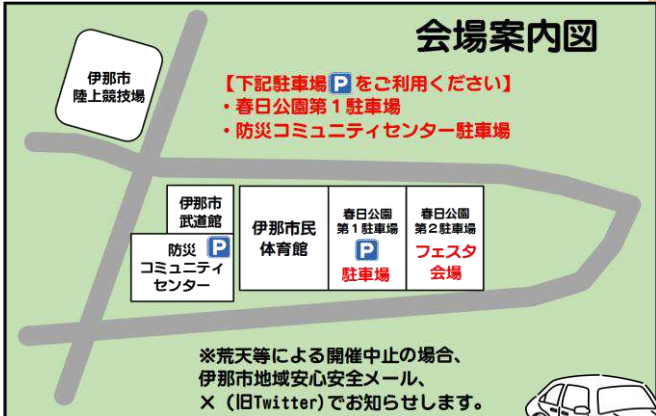 会場案内図
伊那市
陸上競技場
【下記駐車場Pをご利用ください】
・春日公園第1駐車場
・防災コミュニティセンター駐車場
伊那市
武道館
防災 P
コミュニティ
センター
伊那市民
体育館
春日公園
第1駐車場
P
駐車場
春日公園
第2駐車場
フェスタ
会場
※荒天等による開催中止の場合、
伊那市地域安心安全メール、
X（旧Twitter)でお知らせします。